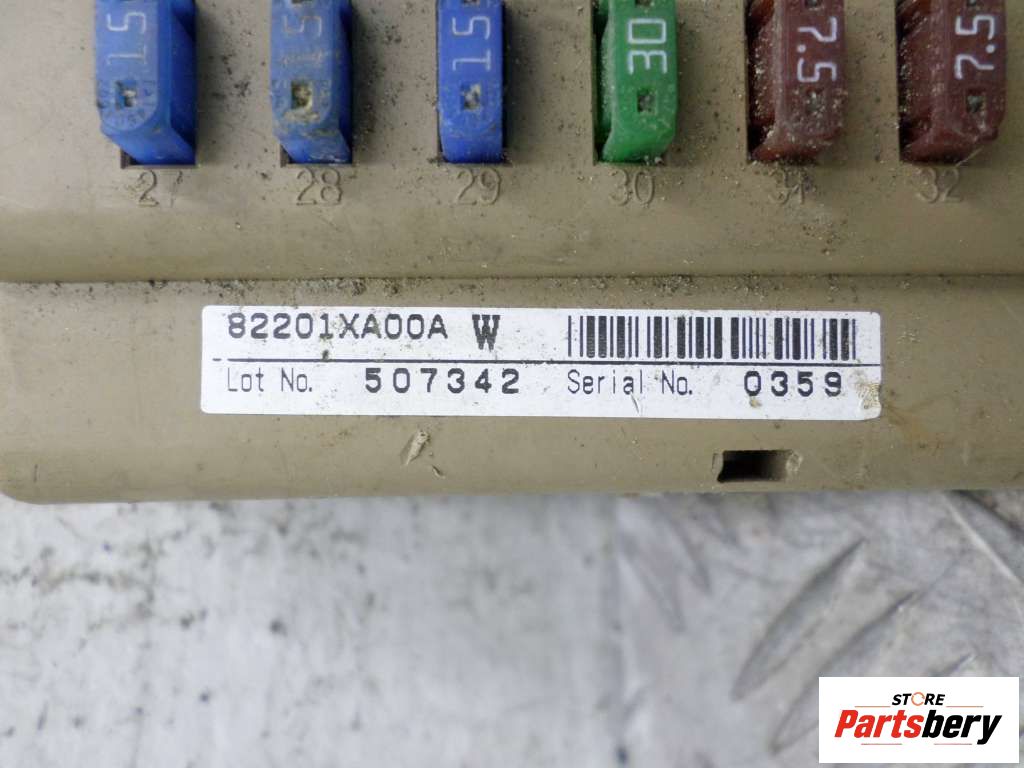 15 15 15 30 7.5 7.5
27 28 29 30 31 32
82201XA00A W
Lot No. 507342 Serial No. 0359
STORE
Partsbery